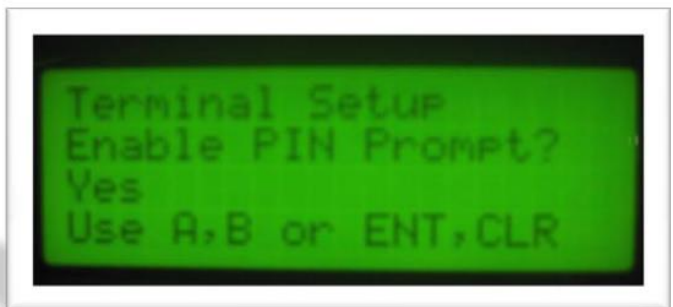 Terminal Setup
Enable PIN Prompt?
Yes
Use A,B or ENT,CLR